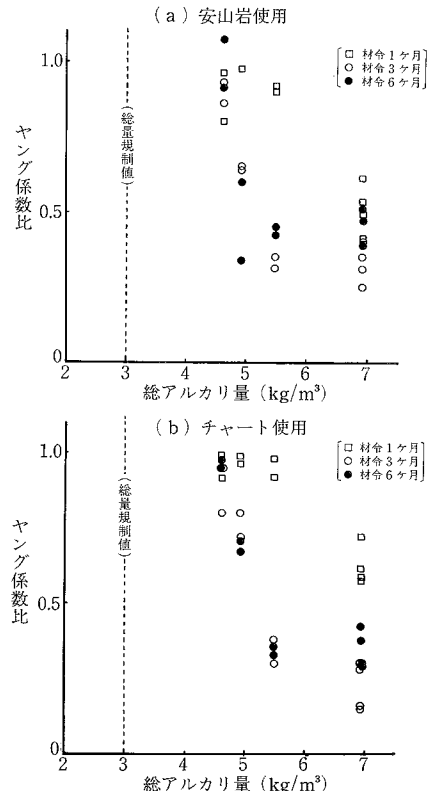 (a) 安山岩使用
□ 材令1ケ月
○ 材令3ケ月
● 材令6ケ月
ヤング係数比
(総量規制値)
1.0
0.5
0
2 3 4 5 6 7
総アルカリ量 (kg/m³)
(b) チャート使用
□ 材令1ケ月
○ 材令3ケ月
● 材令6ケ月
ヤング係数比
(総量規制値)
1.0
0.5
0
2 3 4 5 6 7
総アルカリ量 (kg/m³)